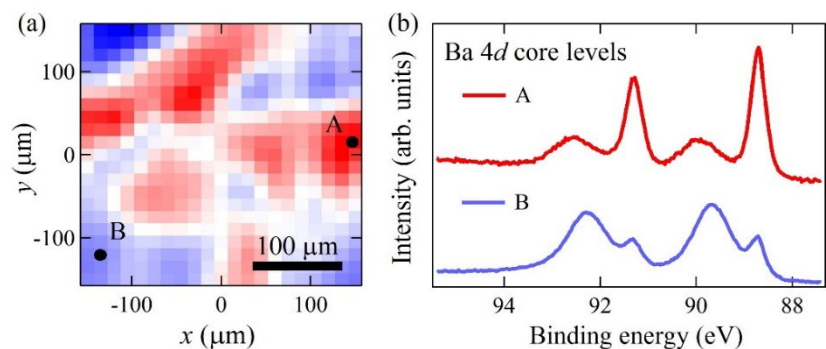 (a)
100
0
-100
y (μm)
A
B
100 μm
-100
0
100
x (μm)
(b)
Ba 4d core levels
A
B
Intensity (arb. units)
94
92
90
88
Binding energy (eV)